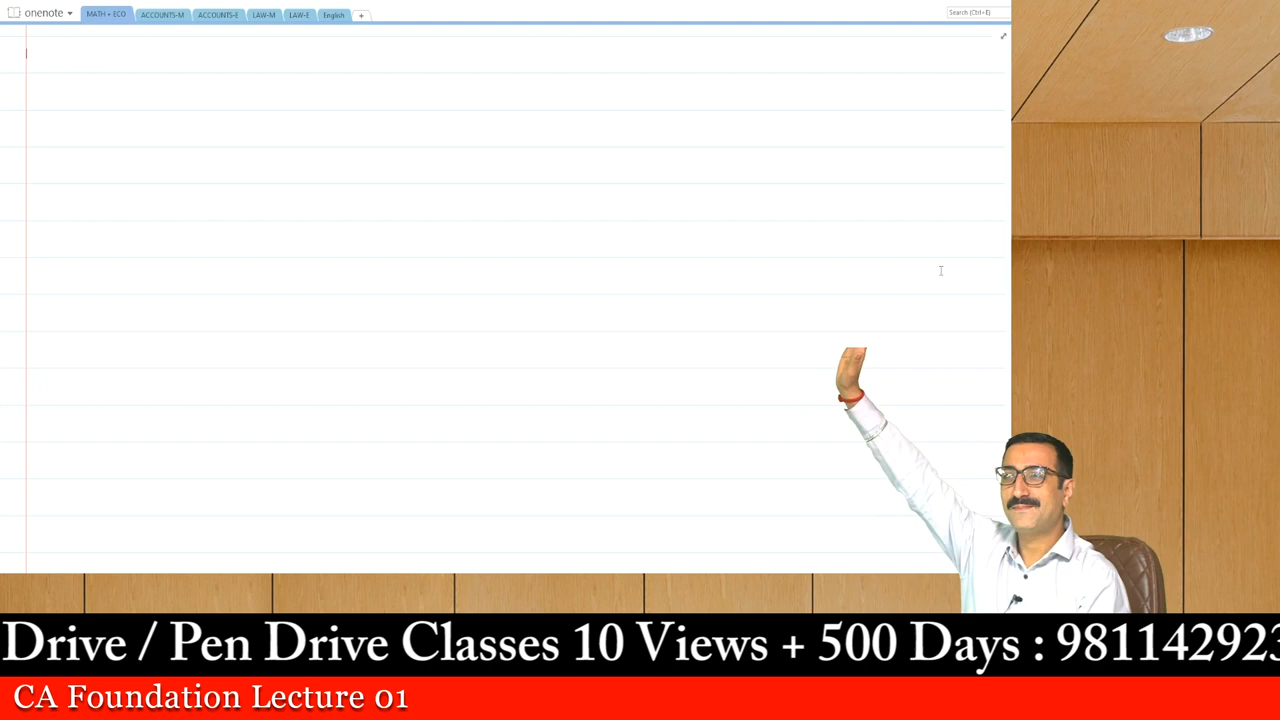 onenote MATH + ECO ACCOUNTS-M ACCOUNTS-E LAW-M LAW-E English + Search (Ctrl+E)
Drive / Pen Drive Classes 10 Views + 500 Days : 981142923
CA Foundation Lecture 01